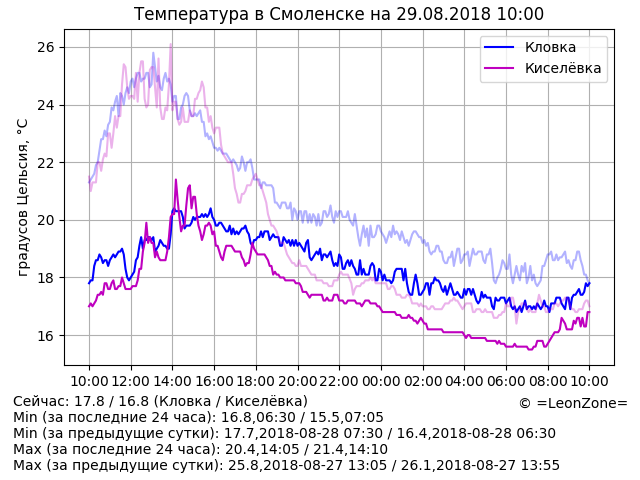 Температура в Смоленске на 29.08.2018 10:00
Кловка
Киселёвка
градусов Цельсия, °C
26
24
22
20
18
16
10:00 12:00 14:00 16:00 18:00 20:00 22:00 00:00 02:00 04:00 06:00 08:00 10:00
Сейчас: 17.8 / 16.8 (Кловка / Киселёвка)
© =LeonZone=
Min (за последние 24 часа): 16.8,06:30 / 15.5,07:05
Min (за предыдущие сутки): 17.7,2018-08-28 07:30 / 16.4,2018-08-28 06:30
Max (за последние 24 часа): 20.4,14:05 / 21.4,14:10
Max (за предыдущие сутки): 25.8,2018-08-27 13:05 / 26.1,2018-08-27 13:55